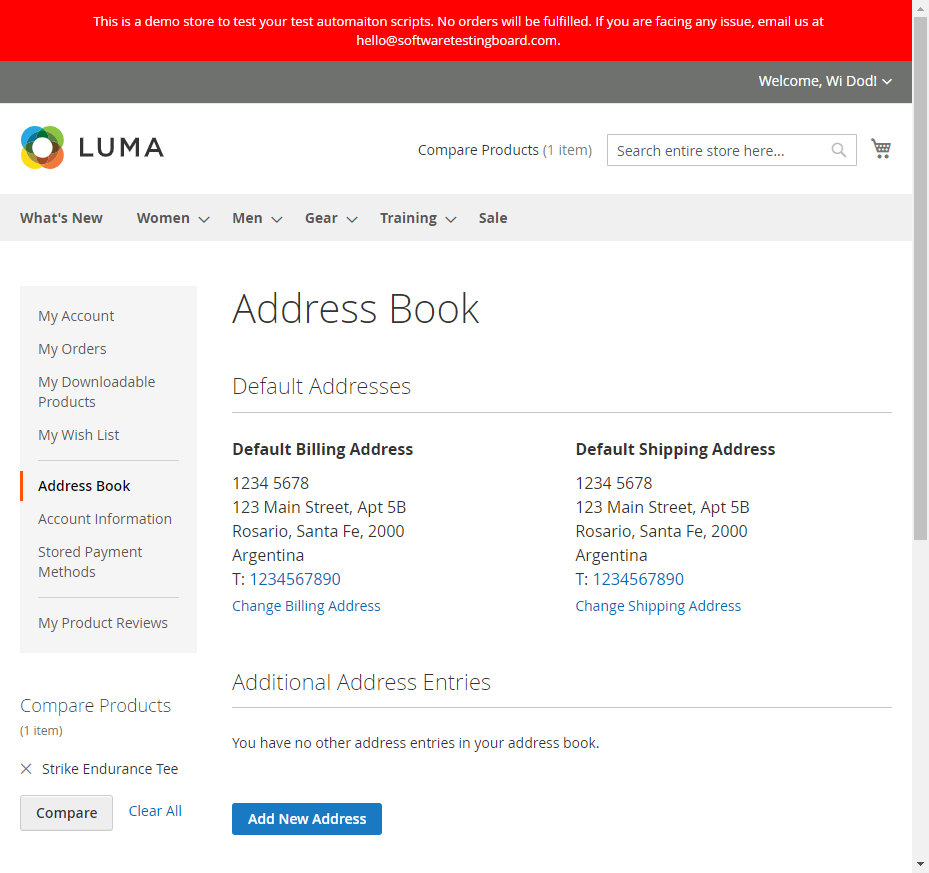 This is a demo store to test your test automaiton scripts. No orders will be fulfilled. If you are facing any issue, email us at
hello@softwaretestingboard.com.
Welcome, Wi Dod!
LUMA
Compare Products (1 item)
Search entire store here...
What's New Women Men Gear Training Sale
My Account
My Orders
My Downloadable
Products
My Wish List
Address Book
Account Information
Stored Payment
Methods
My Product Reviews
Compare Products
(1 item)
Strike Endurance Tee
Compare Clear All
Address Book
Default Addresses
Default Billing Address
1234 5678
123 Main Street, Apt 5B
Rosario, Santa Fe, 2000
Argentina
T: 1234567890
Change Billing Address
Default Shipping Address
1234 5678
123 Main Street, Apt 5B
Rosario, Santa Fe, 2000
Argentina
T: 1234567890
Change Shipping Address
Additional Address Entries
You have no other address entries in your address book.
Add New Address